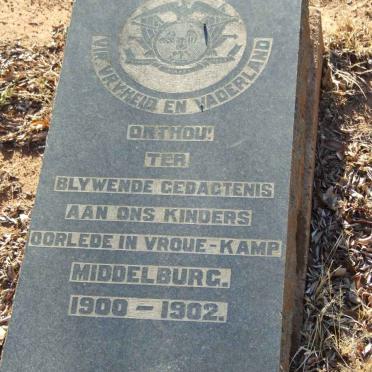 VIR VRYHEID EN VADERLAND
ONTHOU!
TER
BLYWENDE GEDAGTENIS
AAN ONS KINDERS
OORLEDE IN VROUE-KAMP
MIDDELBURG.
1900 – 1902.